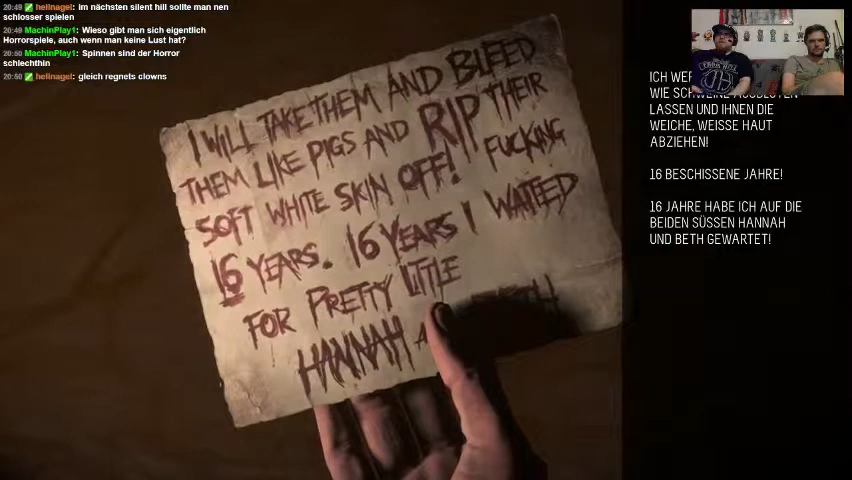 20:49 hellnagel: im nächsten silent hill sollte man nen
schlosser spielen
20:49 MachinPlay1: Wieso gibt man sich eigentlich
Horrorspiele, auch wenn man keine Lust hat?
20:50 MachinPlay1: Spinnen sind der Horror
schlechthin
20:50 hellnagel: gleich regnets clowns
I WILL TAKE THEM AND BLEED
THEM LIKE PIGS AND RIP THEIR
SOFT WHITE SKIN OFF! FUCKING
16 YEARS. 16 YEARS I WAITED
FOR PRETTY LITTLE
HANNAH
ICH
WIE SCHWEINE AUSBLUTEN
LASSEN UND IHNEN DIE
WEICHE, WEISSE HAUT
ABZIEHEN!
16 BESCHISSENE JAHRE!
16 JAHRE HABE ICH AUF DIE
BEIDEN SÜSSEN HANNAH
UND BETH GEWARTET!